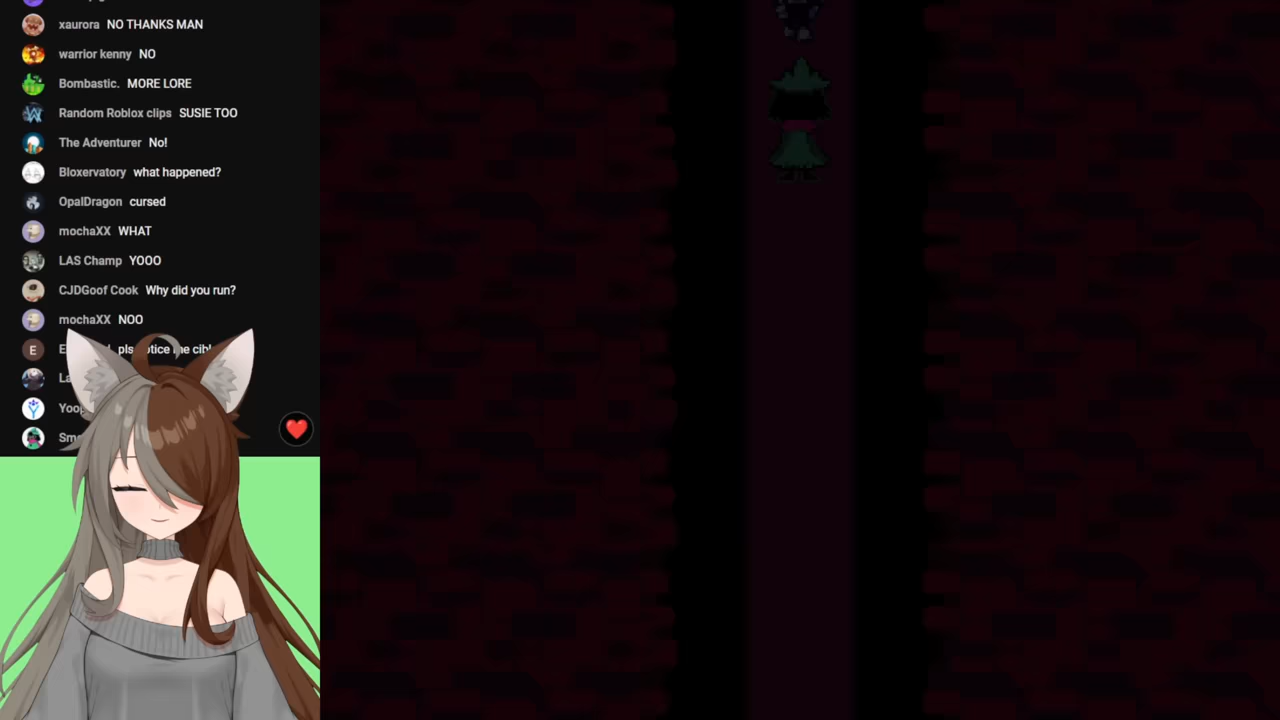 xaurora NO THANKS MAN
warrior kenny NO
Bombastic. MORE LORE
Random Roblox clips SUSIE TOO
The Adventurer No!
Bloxervatory what happened?
OpalDragon cursed
mochaXX WHAT
LAS Champ YOOO
CJDGoof Cook Why did you run?
mochaXX NOO
E